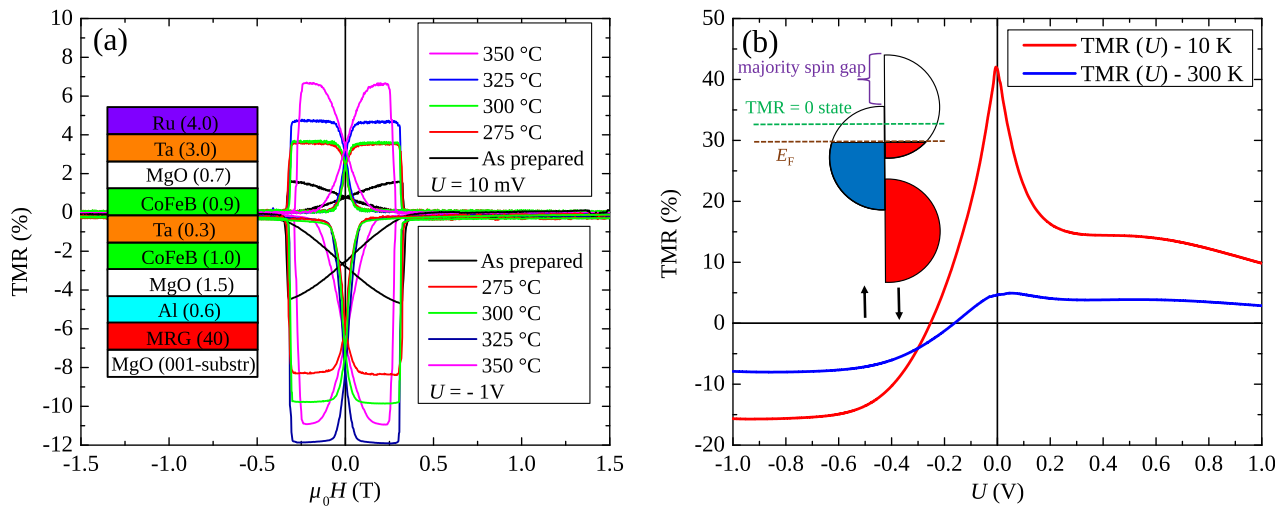 (a)
10
8
6
4
2
0
-2
-4
-6
-8
-10
-12
TMR (%)
-1.5
-1.0
-0.5
0.0
0.5
1.0
1.5
μ0H (T)
350 °C
325 °C
300 °C
275 °C
As prepared
U = 10 mV
As prepared
275 °C
300 °C
325 °C
350 °C
U = - 1V
Ru (4.0)
Ta (3.0)
MgO (0.7)
CoFeB (0.9)
Ta (0.3)
CoFeB (1.0)
MgO (1.5)
Al (0.6)
MRG (40)
MgO (001-substr)
(b)
50
40
30
20
10
0
-10
-20
TMR (%)
-1.0
-0.8
-0.6
-0.4
-0.2
0.0
0.2
0.4
0.6
0.8
1.0
U (V)
TMR (U) - 10 K
TMR (U) - 300 K
majority spin gap
TMR = 0 state
EF